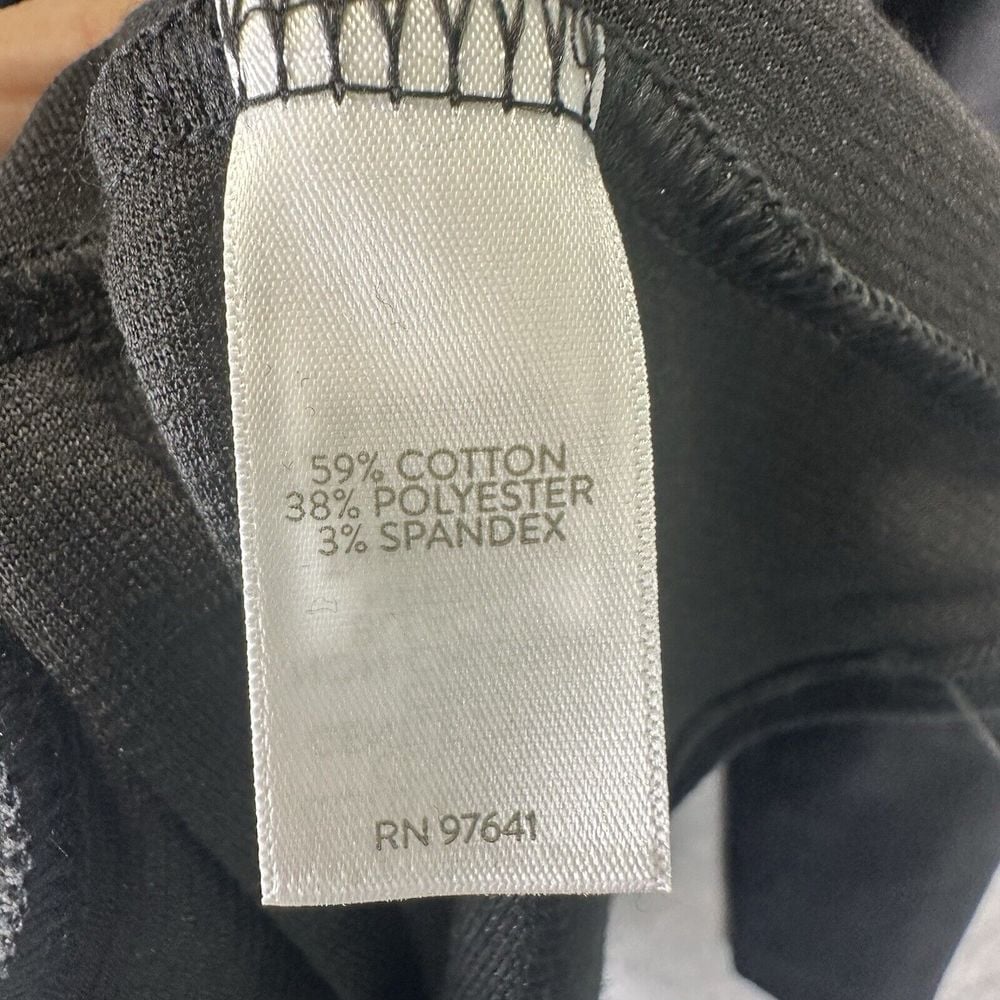 59% COTTON
38% POLYESTER
3% SPANDEX
RN 97641